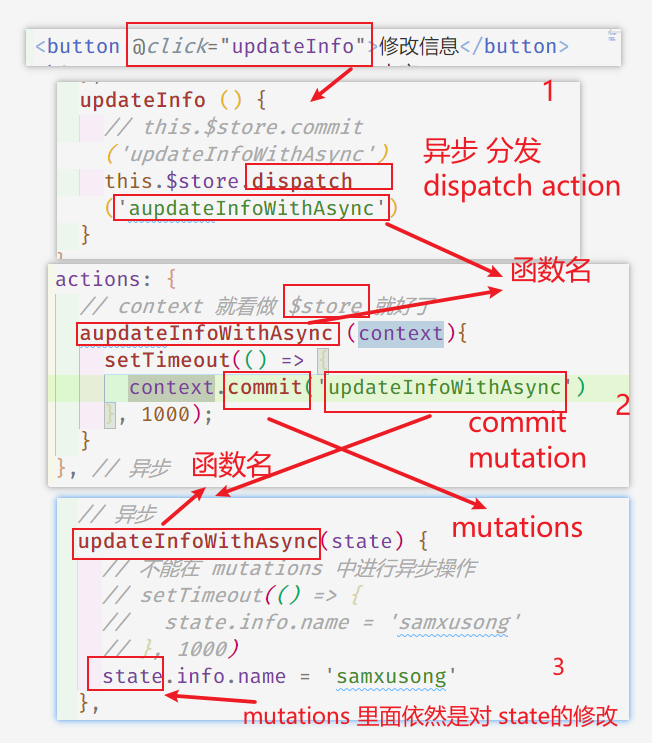 <button @click="updateInfo">修改信息</button>
1
updateInfo () {
// this.$store.commit
('updateInfoWithAsync')
this.$store.dispatch
('aupdateInfoWithAsync')
}
异步 分发
dispatch action
函数名
actions: {
// context 就看做 $store 就好了
aupdateInfoWithAsync (context){
setTimeout(() => {
context.commit('updateInfoWithAsync')
}, 1000);
}
}, // 异步
2
commit
mutation
函数名
mutations
// 异步
updateInfoWithAsync(state) {
// 不能在 mutations 中进行异步操作
// setTimeout(() => {
//   state.info.name = 'samxusong'
// }, 1000)
state.info.name = 'samxusong'
},
3
mutations 里面依然是对 state的修改